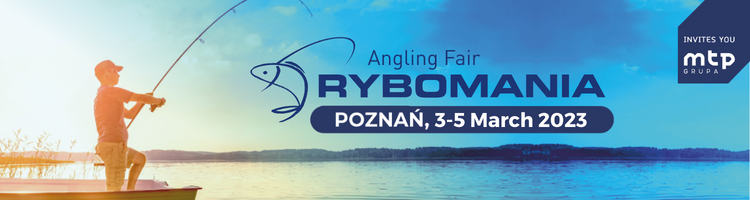 Angling Fair
RYBOMANIA
POZNAŃ, 3-5 March 2023
INVITES YOU
mtp
GRUPA